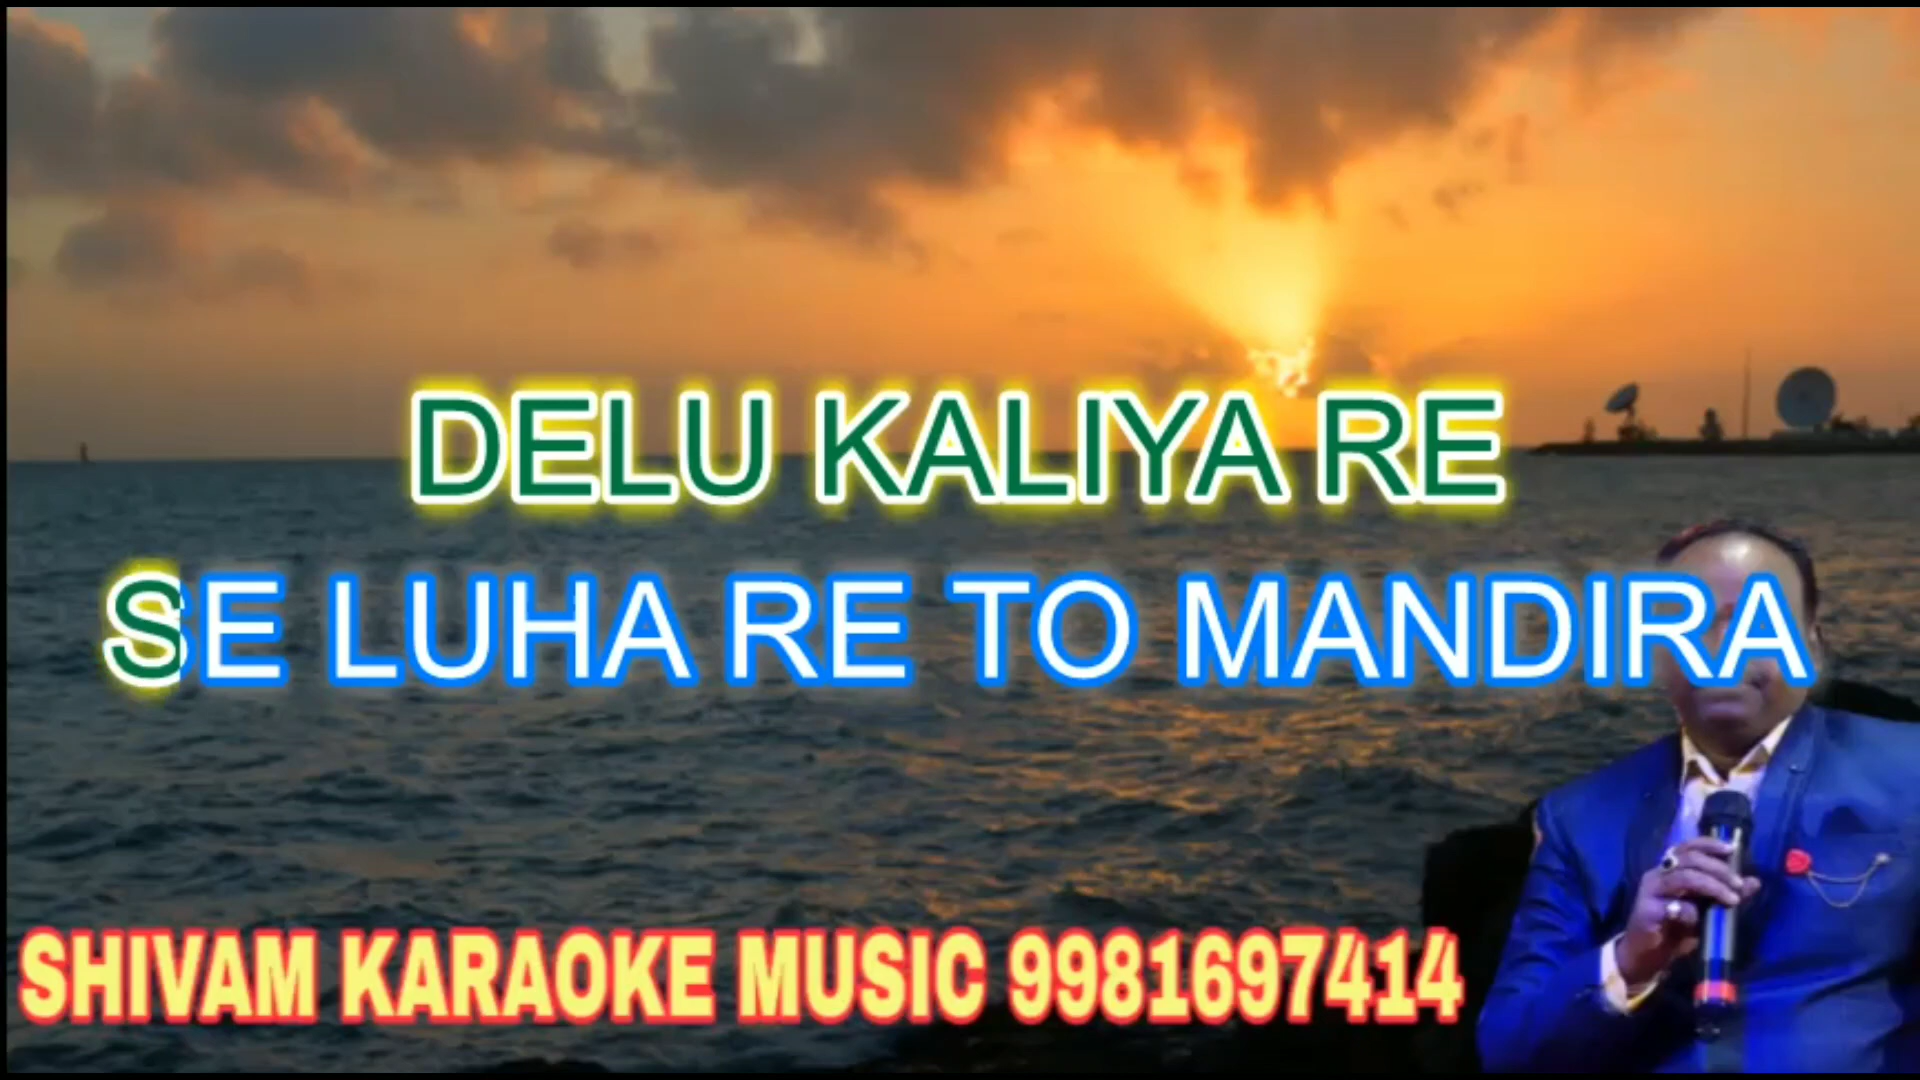 DELU KALIYA RE
SE LUHA RE TO MANDIRA
SHIVAM KARAOKE MUSIC 9981697414